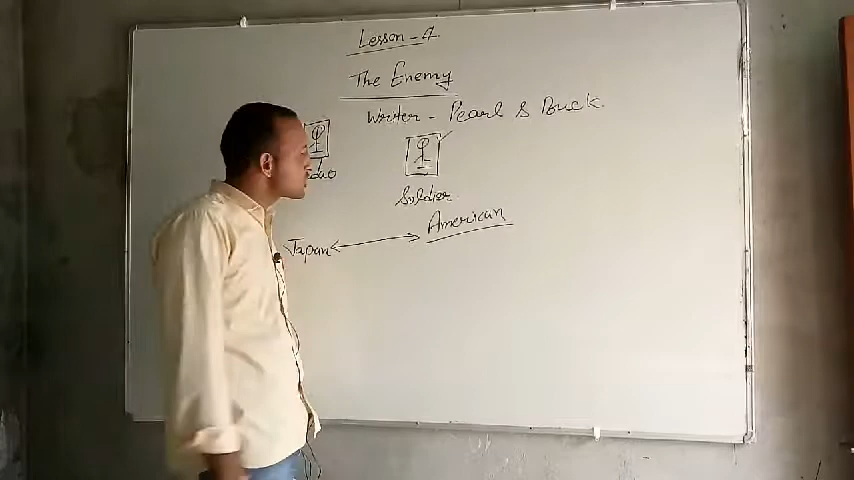 Lesson - 4
The Enemy
Writer - Pearl S Buck.
Soldier
American
Japan